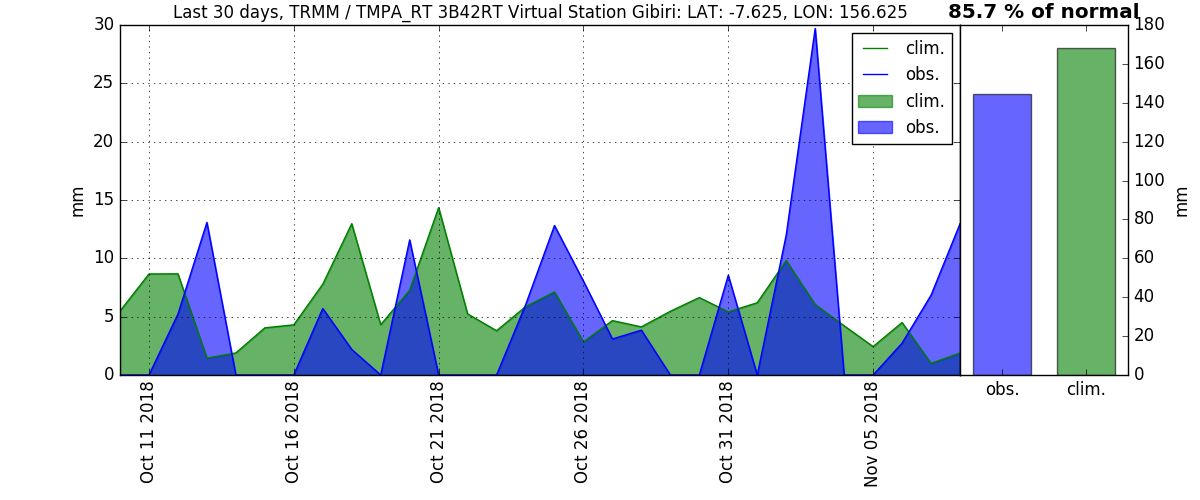 Last 30 days, TRMM / TMPA_RT 3B42RT Virtual Station Gibiri: LAT: -7.625, LON: 156.625
85.7 % of normal
30
25
20
15
10
5
0
mm
clim.
obs.
clim.
obs.
Oct 11 2018
Oct 16 2018
Oct 21 2018
Oct 26 2018
Oct 31 2018
Nov 05 2018
180
160
140
120
100
80
60
40
20
0
mm
obs.
clim.